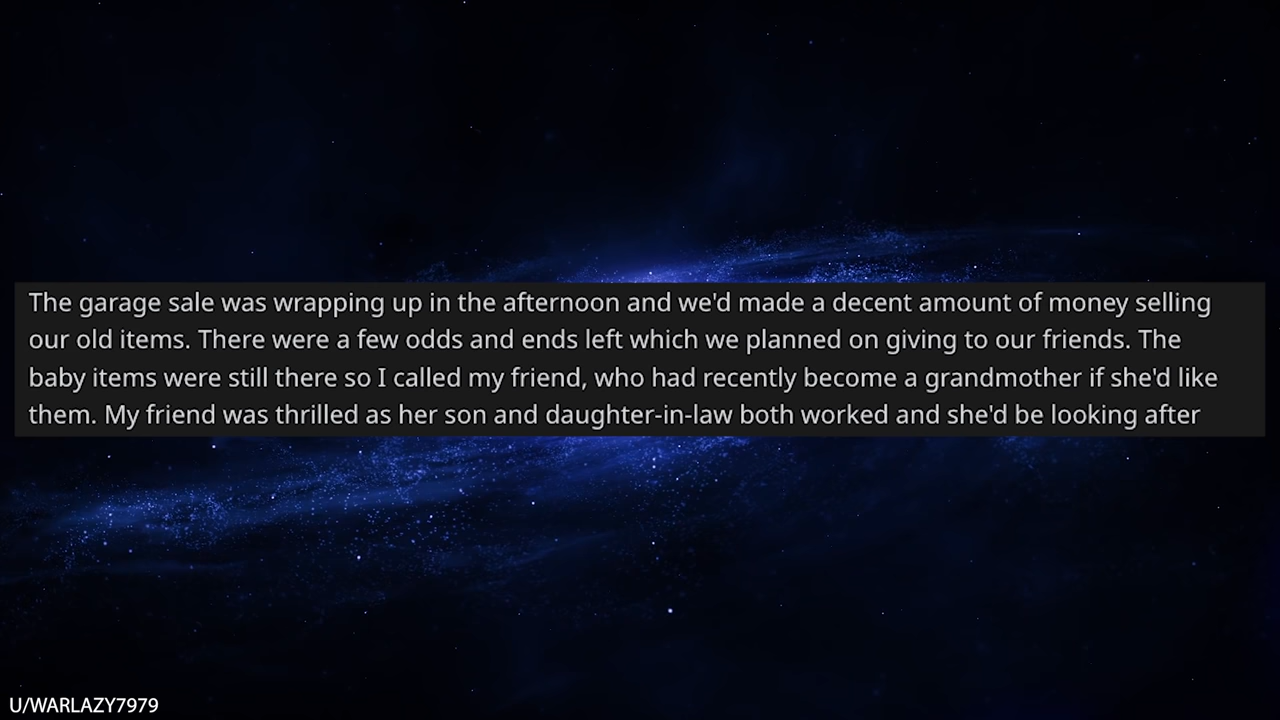 The garage sale was wrapping up in the afternoon and we'd made a decent amount of money selling
our old items. There were a few odds and ends left which we planned on giving to our friends. The
baby items were still there so I called my friend, who had recently become a grandmother if she'd like
them. My friend was thrilled as her son and daughter-in-law both worked and she'd be looking after
U/WARLAZY7979